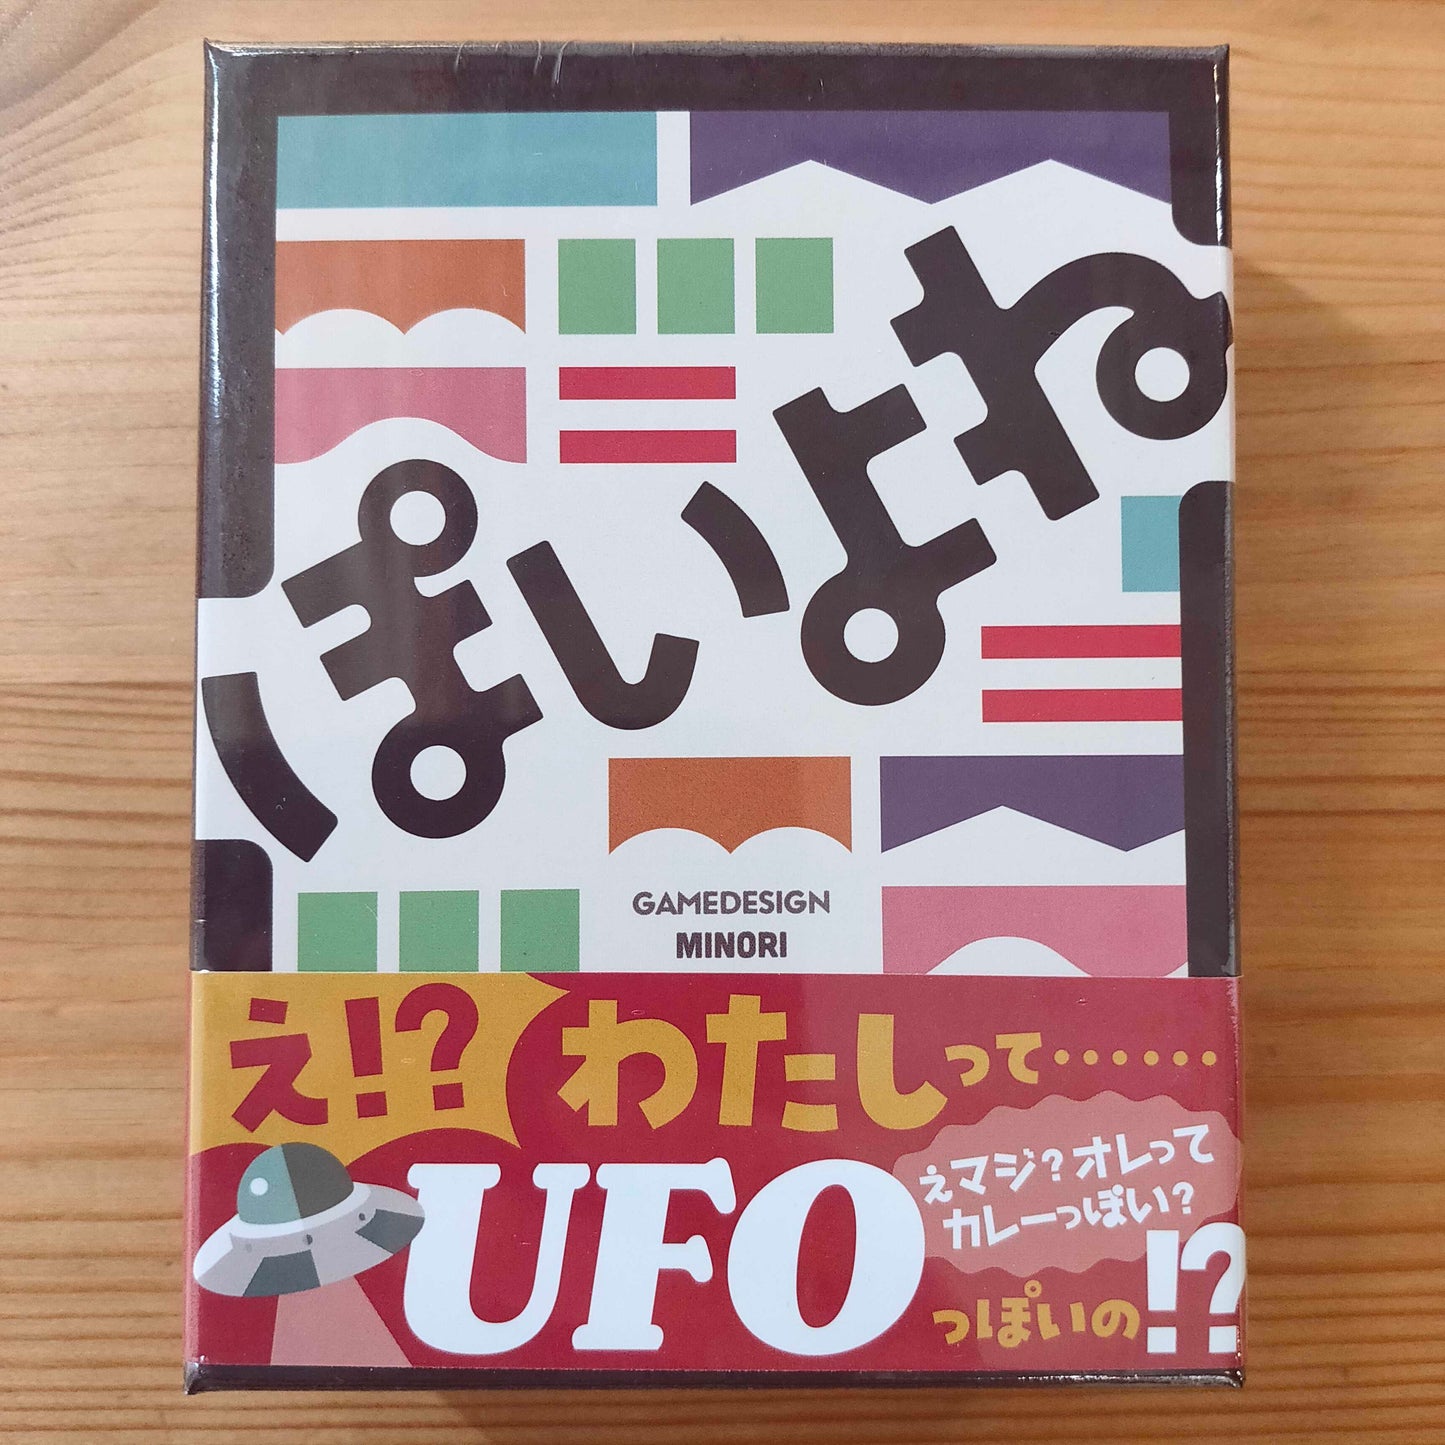 ぽいよね
GAMEDESIGN
MINORI
え!? わたしって……
UFO
えマジ？オレって
カレーっぽい？
っぽいの!?